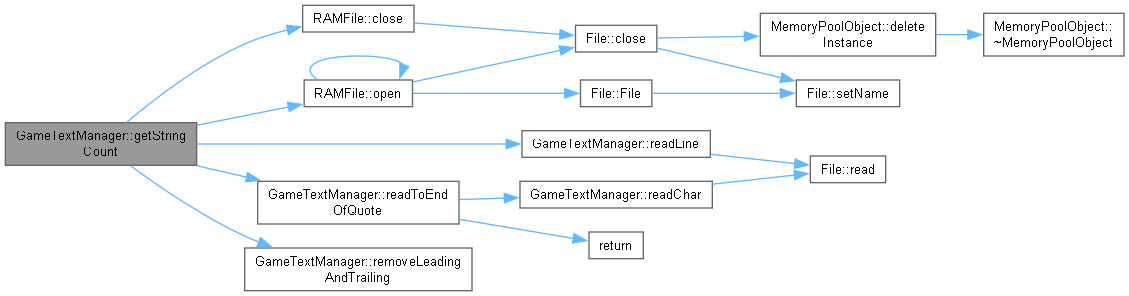 GameTextManager::getString
Count
RAMFile::close
RAMFile::open
File::close
File::File
MemoryPoolObject::delete
Instance
MemoryPoolObject::
~MemoryPoolObject
File::setName
GameTextManager::readLine
GameTextManager::readToEnd
OfQuote
GameTextManager::readChar
File::read
return
GameTextManager::removeLeading
AndTrailing